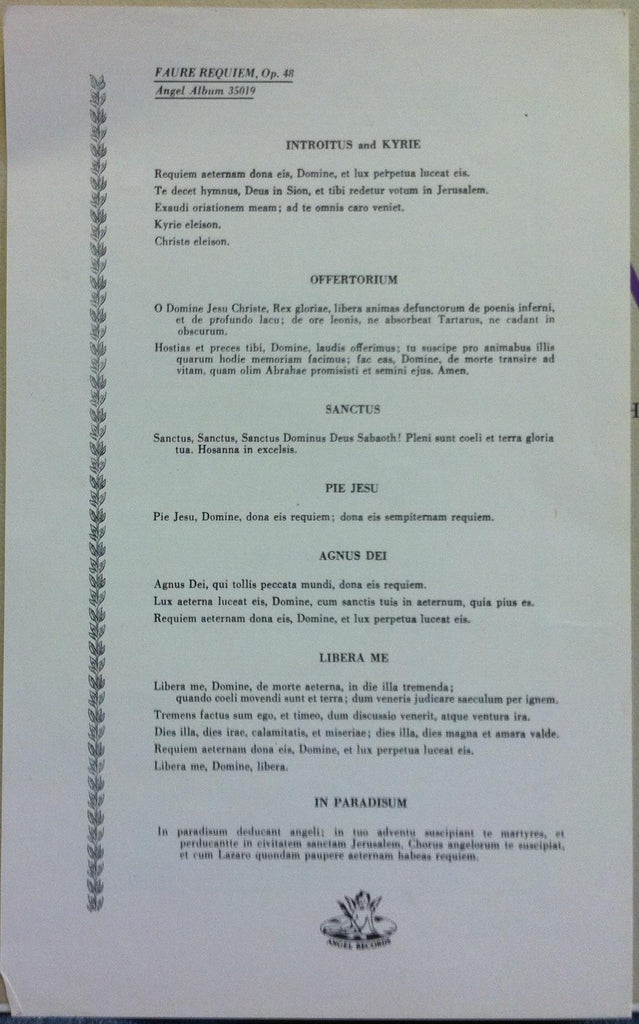 FAURE REQUIEM, Op. 48
Angel Album 35019
INTROITUS and KYRIE
Requiem aeternam dona eis, Domine, et lux perpetua luceat eis.
Te decet hymnus, Deus in Sion, et tibi redetur votum in Jerusalem.
Exaudi oriationem meam; ad te omnis caro veniet.
Kyrie eleison.
Christe eleison.
OFFERTORIUM
O Domine Jesu Christe, Rex gloriae, libera animas defunctorum de poenis inferni,
et de profundo lacu; de ore leonis, ne absorbeat Tartarus, ne cadant in
obscurum.
Hostias et preces tibi, Domine, laudis offerimus; tu suscipe pro animabus illis
quarum hodie memoriam facimus; fac eas, Domine, de morte transire ad
vitam, quam olim Abrahae promisisti et semini ejus. Amen.
SANCTUS
Sanctus, Sanctus, Sanctus Dominus Deus Sabaoth! Pleni sunt coeli et terra gloria
tua. Hosanna in excelsis.
PIE JESU
Pie Jesu, Domine, dona eis requiem; dona eis sempiternam requiem.
AGNUS DEI
Agnus Dei, qui tollis peccata mundi, dona eis requiem.
Lux aeterna luceat eis, Domine, cum sanctis tuis in aeternum, quia pius es.
Requiem aeternam dona eis, Domine, et lux perpetua luceat eis.
LIBERA ME
Libera me, Domine, de morte aeterna, in die illa tremenda;
quando coeli movendi sunt et terra; dum veneris judicare saeculum per ignem.
Tremens factus sum ego, et timeo, dum discussio venerit, atque ventura ira.
Dies illa, dies irae, calamitatis, et miseriae; dies illa, dies magna et amara valde.
Requiem aeternam dona eis, Domine, et lux perpetua luceat eis.
Libera me, Domine, libera.
IN PARADISUM
In paradisum deducant angeli; in tuo adventu suscipiant te martyres, et
perducantte in civitatem sanctam Jerusalem. Chorus angelorum te suscipiat,
et cum Lazaro quondam paupere aeternam habeas requiem.
ANGEL RECORDS